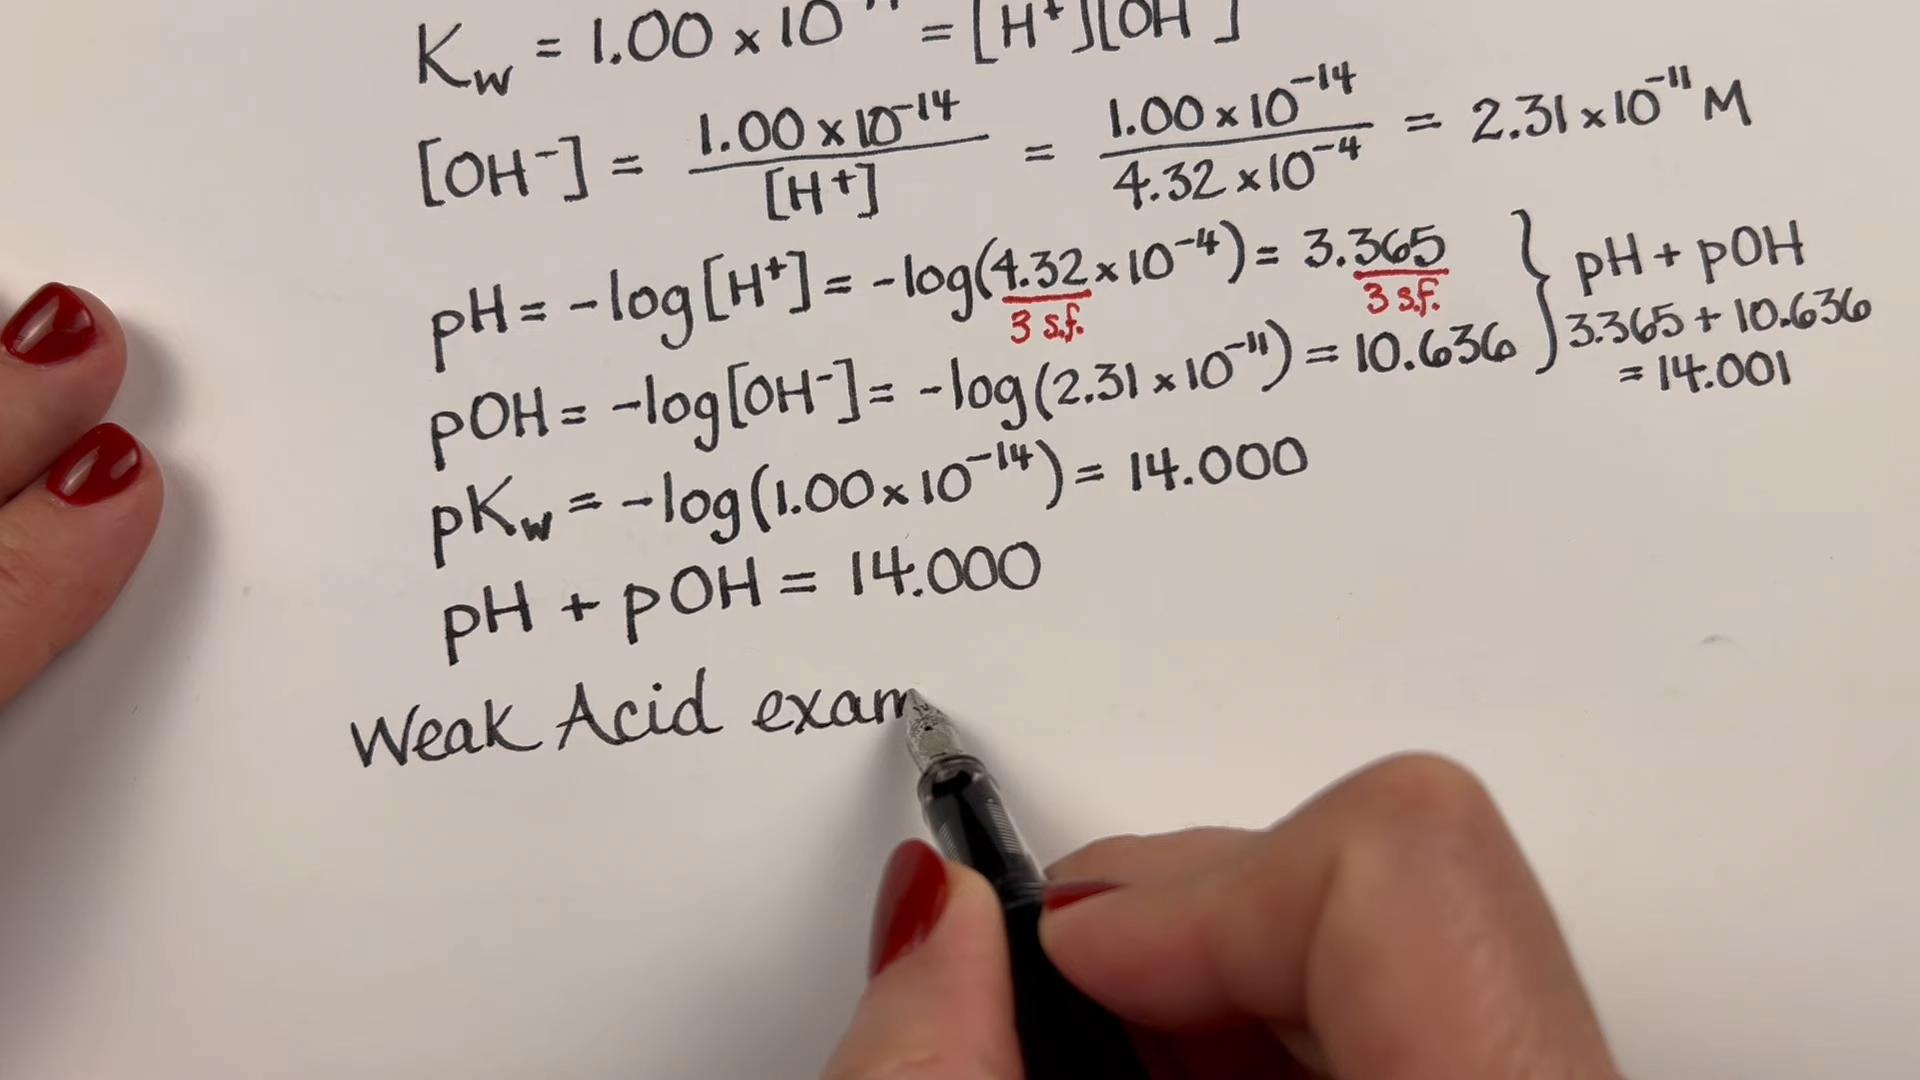 Kw = 1.00 × 10 = [H⁺][OH ]
[OH⁻] = 1.00 × 10⁻¹⁴ / [H⁺] = 1.00 × 10⁻¹⁴ / 4.32 × 10⁻⁴ = 2.31 × 10⁻¹¹ M
pH = -log[H⁺] = -log(4.32 × 10⁻⁴) = 3.365 } pH + pOH
3 s.f. 3 s.f. 3.365 + 10.636
pOH = -log[OH⁻] = -log(2.31 × 10⁻¹¹) = 10.636 = 14.001
pKw = -log(1.00 × 10⁻¹⁴) = 14.000
pH + pOH = 14.000
Weak Acid exam